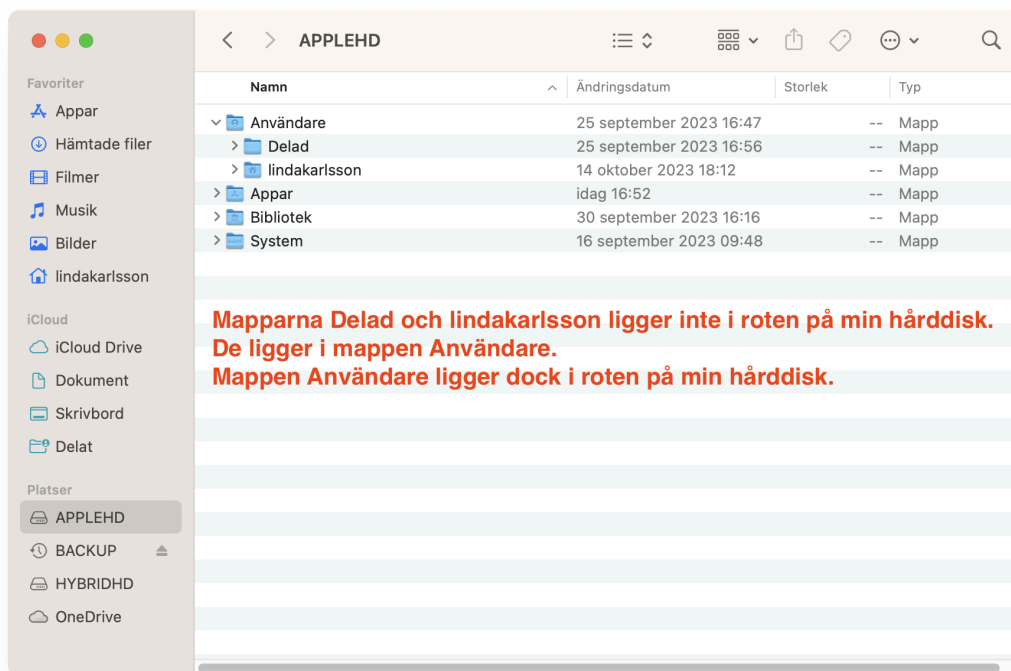 APPLEHD
Favoriter
Appar
Hämtade filer
Filmer
Musik
Bilder
lindakarlsson
iCloud
iCloud Drive
Dokument
Skrivbord
Delat
Platser
APPLEHD
BACKUP
HYBRIDHD
OneDrive
Namn Ändringsdatum Storlek Typ
Användare 25 september 2023 16:47 -- Mapp
Delad 25 september 2023 16:56 -- Mapp
lindakarlsson 14 oktober 2023 18:12 -- Mapp
Appar idag 16:52 -- Mapp
Bibliotek 30 september 2023 16:16 -- Mapp
System 16 september 2023 09:48 -- Mapp
Mapparna Delad och lindakarlsson ligger inte i roten på min hårddisk.
De ligger i mappen Användare.
Mappen Användare ligger dock i roten på min hårddisk.